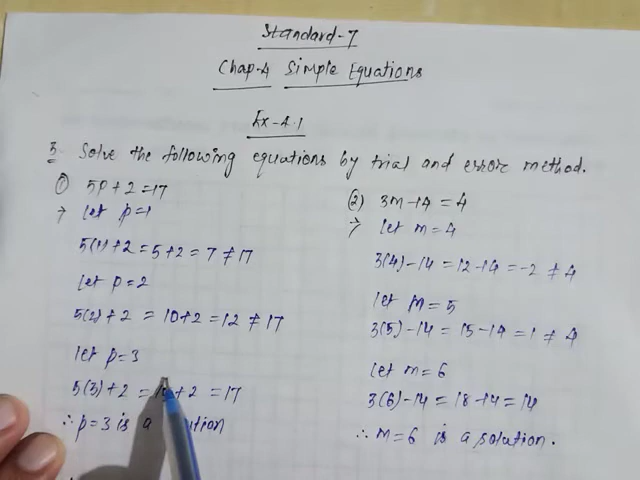 Standard-7
Chap-4 Simple Equations
Ex-4.1
3. Solve the following equations by trial and error method.
① 5p+2=17
→ let p=1
5(1)+2=5+2=7≠17
let p=2
5(2)+2=10+2=12≠17
let p=3
5(3)+2=+2=17
∴ p=3 is a solution
(2) 3m-14=4
→ let m=4
3(4)-14=12-14=-2≠4
let m=5
3(5)-14=15-14=1≠4
let m=6
3(6)-14=18-14=14
∴ m=6 is a solution.